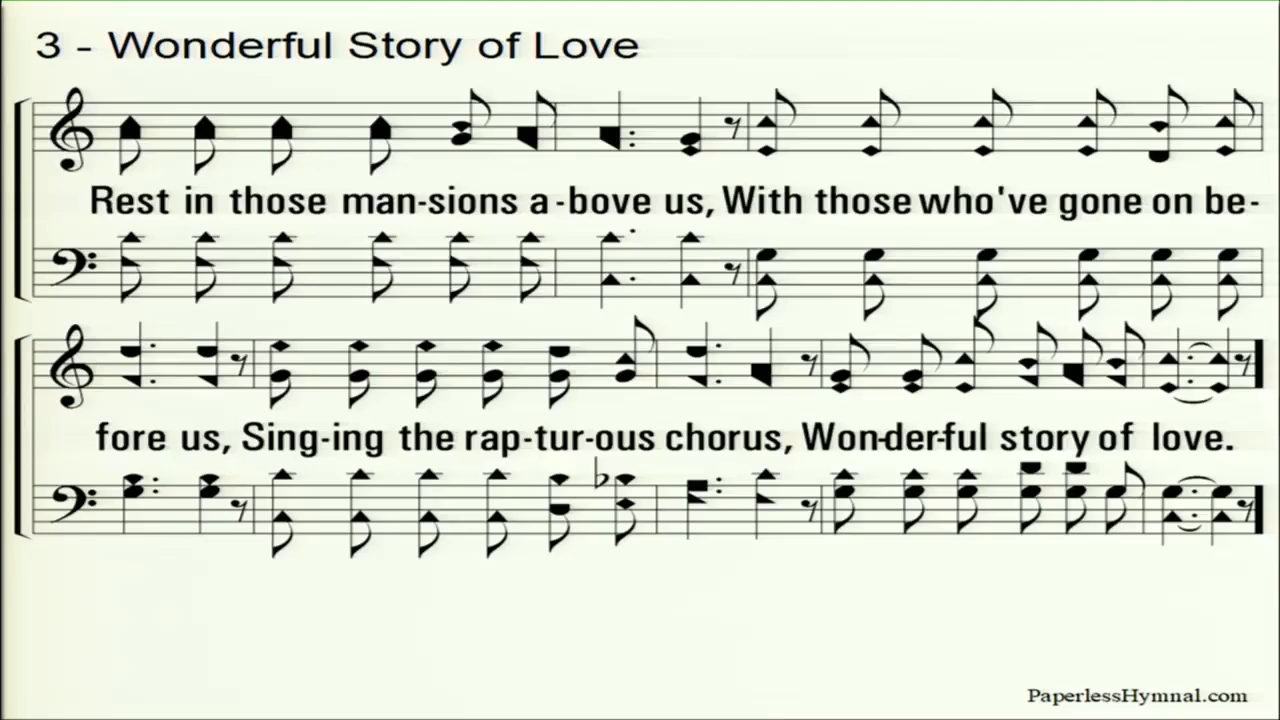 3 - Wonderful Story of Love
Rest in those man-sions a-bove us, With those who've gone on be-
fore us, Sing-ing the rap-tur-ous chorus, Won-der-ful story of love.
PaperlessHymnal.com